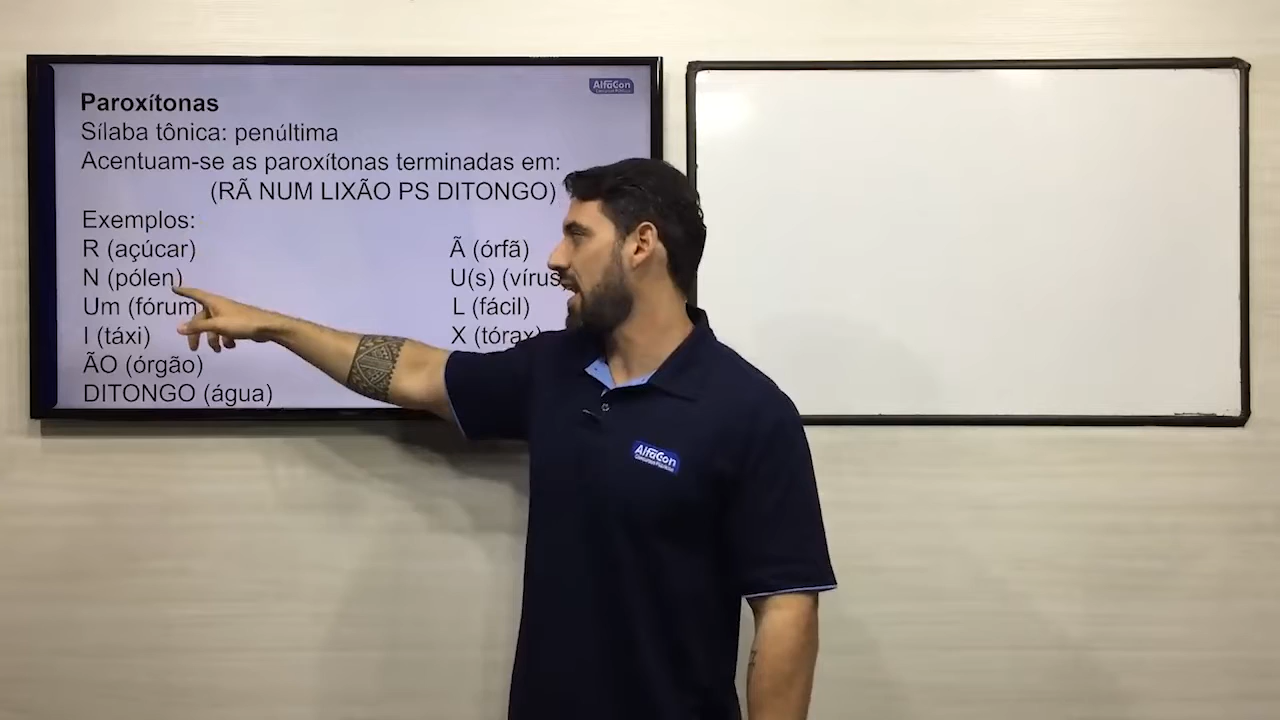 AlfaCon
Paroxítonas
Sílaba tônica: penúltima
Acentuam-se as paroxítonas terminadas em:
(RÃ NUM LIXÃO PS DITONGO)
Exemplos:
R (açúcar) Ã (órfã)
N (pólen) U(s) (vírus
Um (fórum I (táxi) L (fácil)
X (tórax)
ÃO (órgão)
DITONGO (água)
AlfaCon